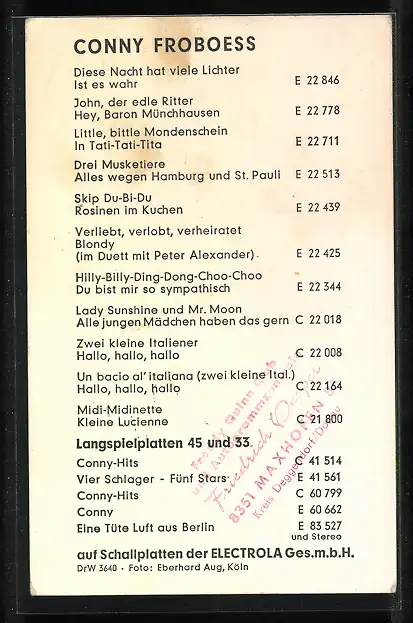 CONNY FROBOESS
Diese Nacht hat viele Lichter
Ist es wahr E 22 846
John, der edle Ritter
Hey, Baron Münchhausen E 22 778
Little, bittle Mondenschein
In Tati-Tati-Tita E 22 711
Drei Musketiere
Alles wegen Hamburg und St. Pauli E 22 513
Skip Du-Bi-Du
Rosinen im Kuchen E 22 439
Verliebt, verlobt, verheiratet
Blondy
(im Duett mit Peter Alexander) E 22 425
Hilly-Billy-Ding-Dong-Choo-Choo
Du bist mir so sympathisch E 22 344
Lady Sunshine und Mr. Moon
Alle jungen Mädchen haben das gern C 22 018
Zwei kleine Italiener
Hallo, hallo, hallo C 22 008
Un bacio al'italiana (zwei kleine Ital.)
Hallo, hallo, hallo C 22 164
Midi-Midinette
Kleine Lucienne C 21 800
Langspielplatten 45 und 33
Conny-Hits C 41 514
Vier Schlager - Fünf Stars E 41 561
Conny-Hits C 60 799
Conny E 60 662
Eine Tüte Luft aus Berlin E 83 527
und Stereo
auf Schallplatten der ELECTROLA Ges.m.b.H.
DrW 3640 · Foto: Eberhard Aug, Köln
Freddy Quinn Club
Friedrich
8351 MAXHOFEN
Kreis Deggendorf/Donau